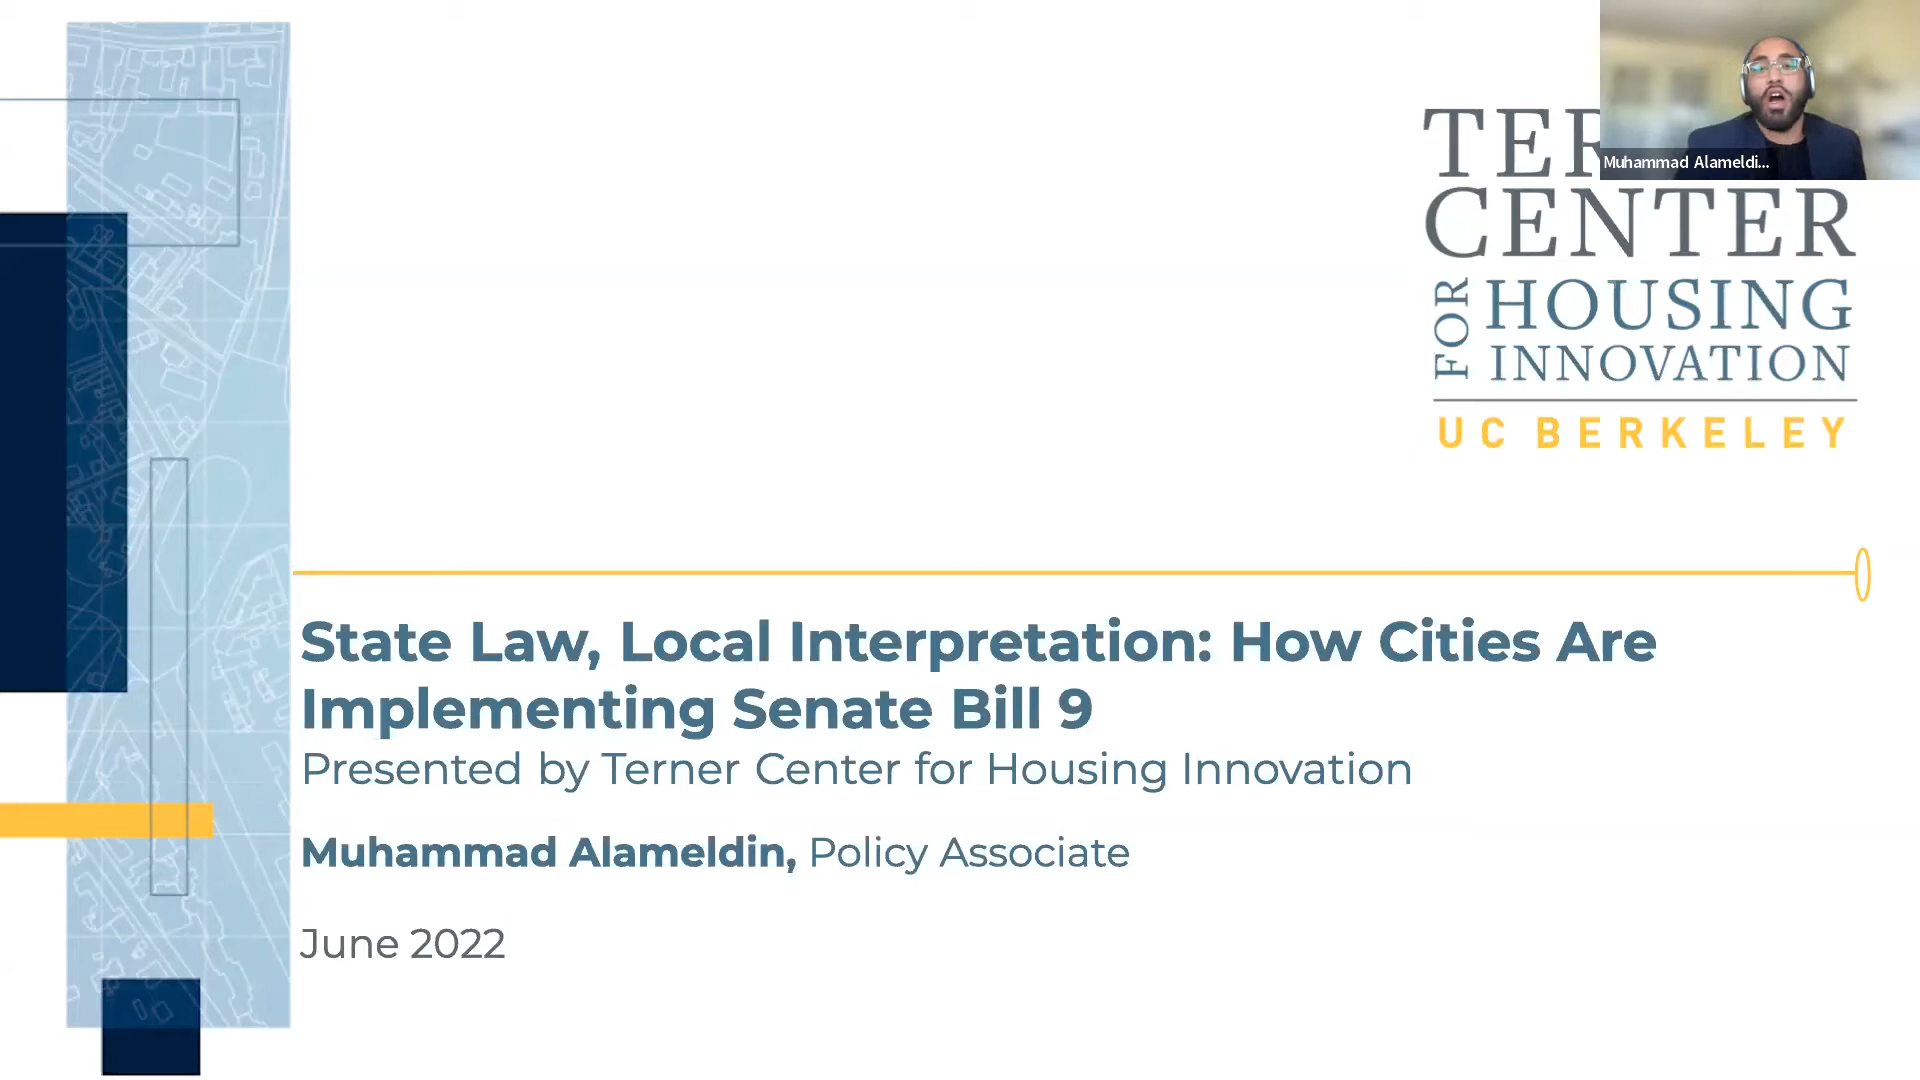 TER
CENTER
FOR HOUSING
INNOVATION
UC BERKELEY
Muhammad Alameldi...
State Law, Local Interpretation: How Cities Are
Implementing Senate Bill 9
Presented by Terner Center for Housing Innovation
Muhammad Alameldin, Policy Associate
June 2022